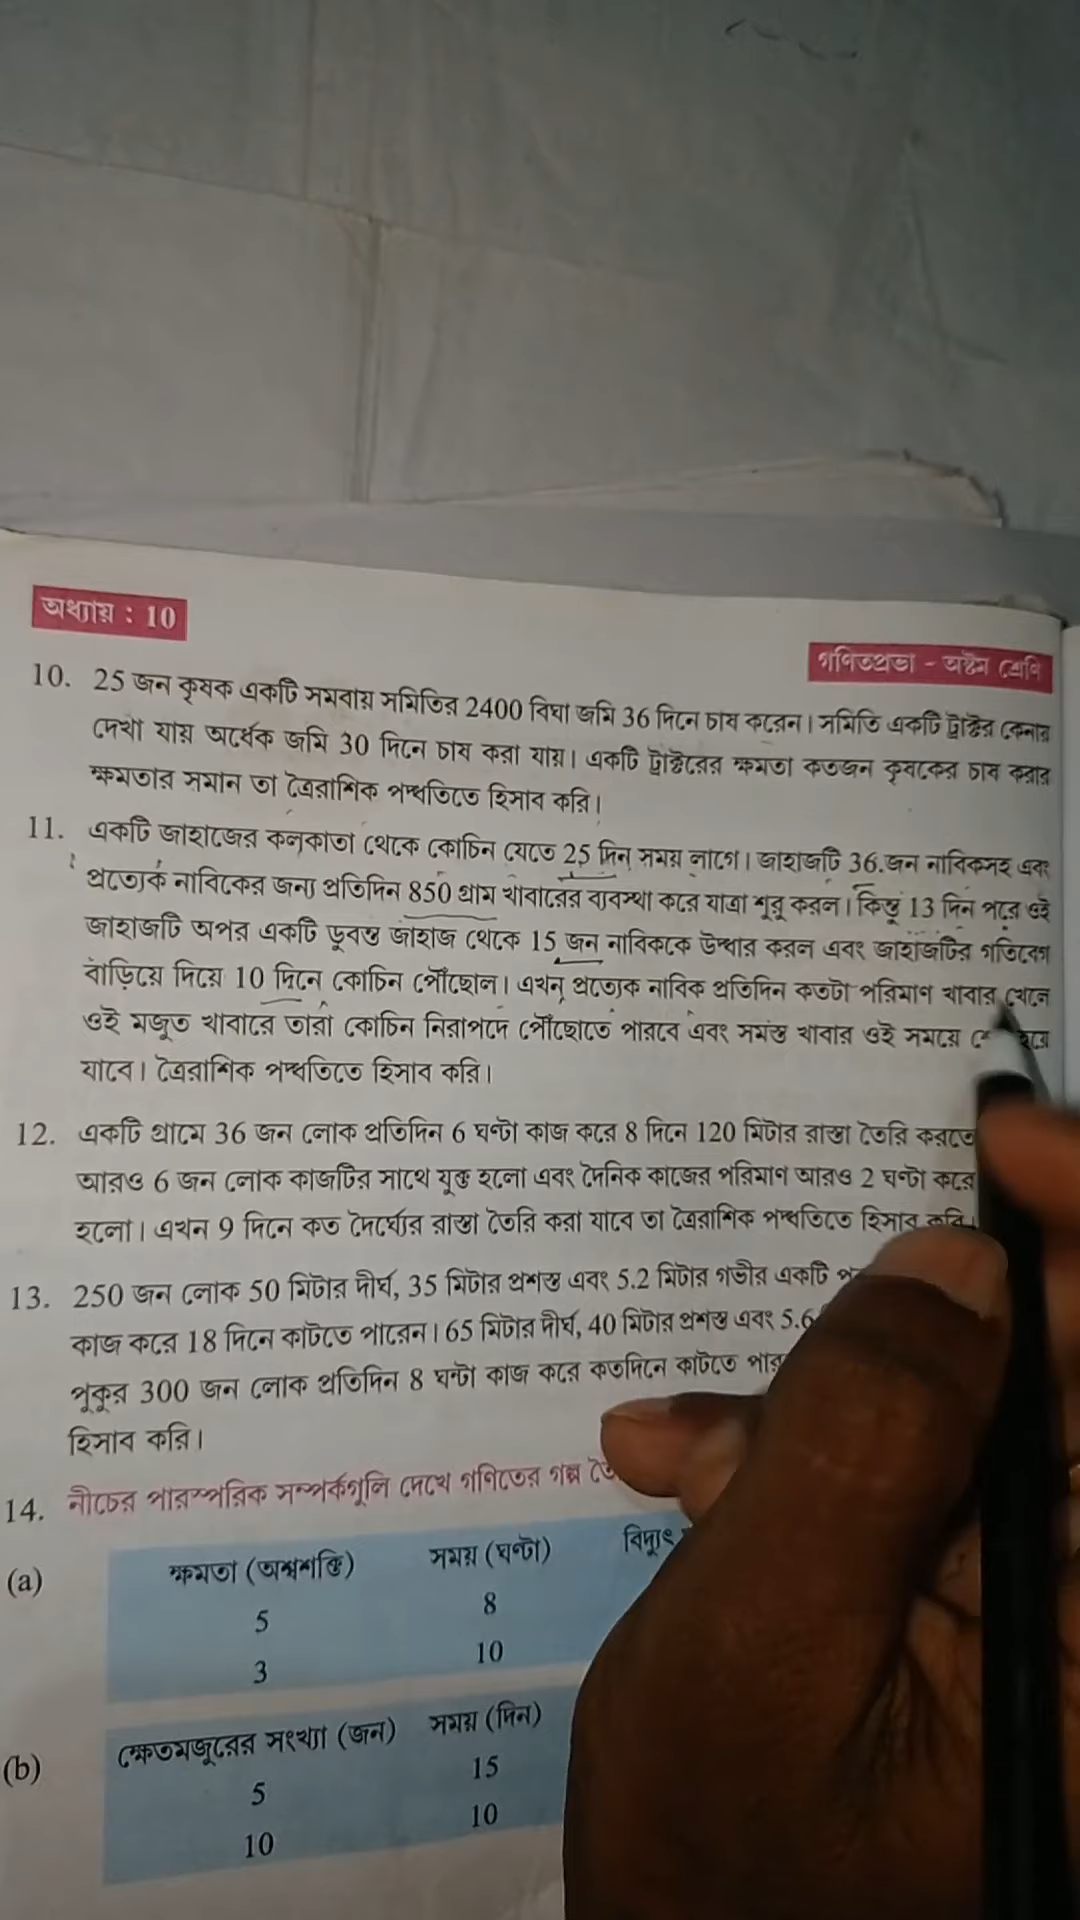 অধ্যায় : 10
গণিতপ্রভা - অষ্টম শ্রেণি
10. 25 জন কৃষক একটি সমবায় সমিতির 2400 বিঘা জমি 36 দিনে চাষ করেন। সমিতি একটি ট্রাক্টর কেনার
দেখা যায় অর্ধেক জমি 30 দিনে চাষ করা যায়। একটি ট্রাক্টরের ক্ষমতা কতজন কৃষকের চাষ করার
ক্ষমতার সমান তা ত্রৈরাশিক পদ্ধতিতে হিসাব করি।
11. একটি জাহাজের কলকাতা থেকে কোচিন যেতে 25 দিন সময় লাগে। জাহাজটি 36 জন নাবিকসহ এবং
প্রত্যেক নাবিকের জন্য প্রতিদিন 850 গ্রাম খাবারের ব্যবস্থা করে যাত্রা শুরু করল। কিন্তু 13 দিন পরে ওই
জাহাজটি অপর একটি ডুবন্ত জাহাজ থেকে 15 জন নাবিককে উদ্ধার করল এবং জাহাজটির গতিবেগ
বাড়িয়ে দিয়ে 10 দিনে কোচিন পৌঁছোল। এখন প্রত্যেক নাবিক প্রতিদিন কতটা পরিমাণ খাবার খেলে
ওই মজুত খাবারে তারা কোচিন নিরাপদে পৌঁছোতে পারবে এবং সমস্ত খাবার ওই সময়ে
যাবে। ত্রৈরাশিক পদ্ধতিতে হিসাব করি।
12. একটি গ্রামে 36 জন লোক প্রতিদিন 6 ঘণ্টা কাজ করে 8 দিনে 120 মিটার রাস্তা তৈরি করতে
আরও 6 জন লোক কাজটির সাথে যুক্ত হলো এবং দৈনিক কাজের পরিমাণ আরও 2 ঘণ্টা করে
হলো। এখন 9 দিনে কত দৈর্ঘ্যের রাস্তা তৈরি করা যাবে তা ত্রৈরাশিক পদ্ধতিতে হিসাব করি।
13. 250 জন লোক 50 মিটার দীর্ঘ, 35 মিটার প্রশস্ত এবং 5.2 মিটার গভীর একটি
কাজ করে 18 দিনে কাটতে পারেন। 65 মিটার দীর্ঘ, 40 মিটার প্রশস্ত এবং 5.6
পুকুর 300 জন লোক প্রতিদিন 8 ঘন্টা কাজ করে কতদিনে কাটতে
হিসাব করি।
14. নীচের পারস্পরিক সম্পর্কগুলি দেখে গণিতের গল্প
(a) ক্ষমতা (অশ্বশক্তি) সময় (ঘণ্টা) বিদ্যুৎ
5 8
3 10
(b) ক্ষেতমজুরের সংখ্যা (জন) সময় (দিন)
5 15
10 10